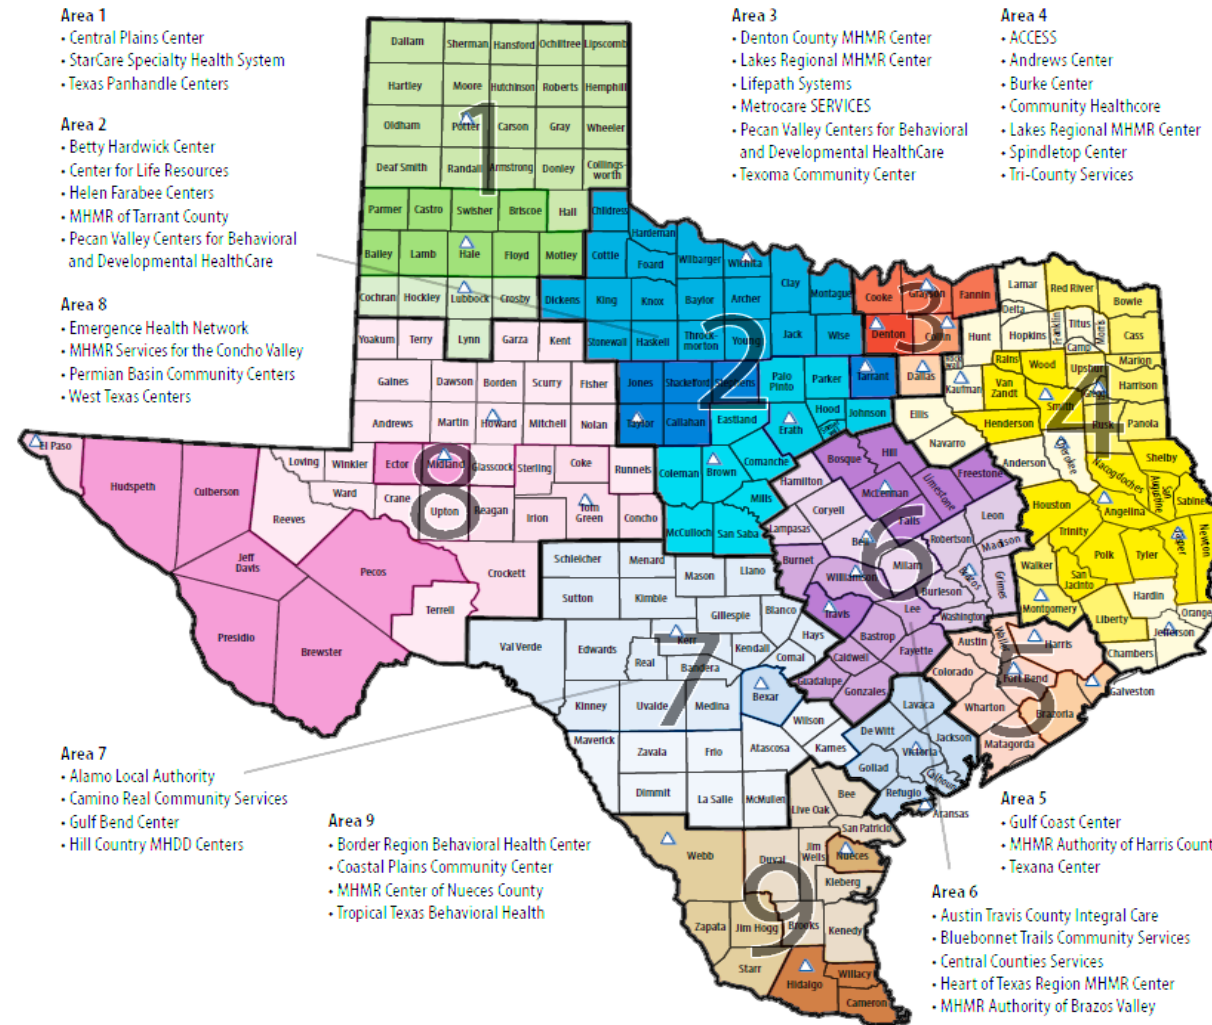 Area 1
• Central Plains Center
• StarCare Specialty Health System
• Texas Panhandle Centers
Area 2
• Betty Hardwick Center
• Center for Life Resources
• Helen Farabee Centers
• MHMR of Tarrant County
• Pecan Valley Centers for Behavioral
and Developmental HealthCare
Area 8
• Emergence Health Network
• MHMR Services for the Concho Valley
• Permian Basin Community Centers
• West Texas Centers
Area 3
• Denton County MHMR Center
• Lakes Regional MHMR Center
• Lifepath Systems
• Metrocare SERVICES
• Pecan Valley Centers for Behavioral
and Developmental HealthCare
• Texoma Community Center
Area 4
• ACCESS
• Andrews Center
• Burke Center
• Community Healthcore
• Lakes Regional MHMR Center
• Spindletop Center
• Tri-County Services
Dallam Sherman Hansford Ochiltree Lipscomb
Hartley Moore Hutchinson Roberts Hemphill
Oldham Potter Carson Gray Wheeler
Deaf Smith Randall Armstrong Donley Collings-
worth
1
Parmer Castro Swisher Briscoe Hall Childress
Hardeman
Bailey Lamb Hale Floyd Motley Cottle Foard Wilbarger Wichita
Clay
Cochran Hockley Lubbock Crosby Dickens King Knox Baylor Archer Montague Cooke Grayson Fannin Lamar Red River Bowie
Delta Franklin Titus Morris Cass
Yoakum Terry Lynn Garza Kent Stonewall Haskell Throck-
morton Young Jack Wise Denton Collin Hunt Hopkins Camp
2
3
Rains Wood Upshur Marion
Gaines Dawson Borden Scurry Fisher Jones Shackelford Stephens Palo
Pinto Parker Tarrant Dallas Kaufman Van
Zandt Smith Gregg Harrison
4
Andrews Martin Howard Mitchell Nolan Taylor Callahan Eastland Erath Hood Johnson Ellis Henderson Rusk Panola
Navarro
El Paso Hudspeth Culberson Loving Winkler Ector Midland Glasscock Sterling Coke Runnels Coleman Brown Comanche Bosque Hill Freestone Anderson Cherokee Nacogdoches Shelby
Hamilton McLennan Limestone San
Augustine Sabine
Reeves Ward Crane Upton Reagan Irion Tom
Green Concho McCulloch San Saba Mills Coryell Falls Leon Houston Angelina
8
Lampasas Bell Robertson Madison Trinity Jasper Newton
6
Jeff
Davis Pecos Crockett Schleicher Menard Mason Llano Burnet Williamson Milam Brazos Grimes Walker San
Jacinto Polk Tyler
Terrell Sutton Kimble Gillespie Blanco Travis Lee Burleson Washington Montgomery Liberty Hardin Orange
Presidio Brewster Val Verde Edwards Kerr Kendall Hays Bastrop Fayette Austin Waller Harris Jefferson
Real Bandera Comal Caldwell Chambers
7
Guadalupe Gonzales Colorado Fort Bend Galveston
Kinney Uvalde Medina Bexar Wilson Lavaca Wharton Brazoria
5
Maverick Zavala Frio Atascosa Karnes De Witt Jackson Matagorda
Victoria
Dimmit La Salle McMullen Goliad Calhoun
Live Oak Bee Refugio Aransas
San Patricio
Webb Duval Jim
Wells Nueces
Kleberg
9
Zapata Jim Hogg Brooks Kenedy
Starr Hidalgo Willacy
Cameron
Area 7
• Alamo Local Authority
• Camino Real Community Services
• Gulf Bend Center
• Hill Country MHDD Centers
Area 9
• Border Region Behavioral Health Center
• Coastal Plains Community Center
• MHMR Center of Nueces County
• Tropical Texas Behavioral Health
Area 5
• Gulf Coast Center
• MHMR Authority of Harris Count
• Texana Center
Area 6
• Austin Travis County Integral Care
• Bluebonnet Trails Community Services
• Central Counties Services
• Heart of Texas Region MHMR Center
• MHMR Authority of Brazos Valley